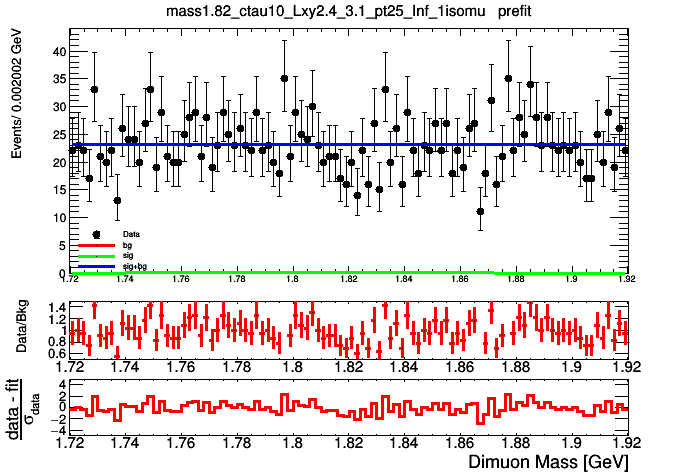 mass1.82_ctau10_Lxy2.4_3.1_pt25_Inf_1isomu prefit
Events/ 0.002002 GeV
40
35
30
25
20
15
10
5
0
Data
bg
sig
sig+bg
1.72 1.74 1.76 1.78 1.8 1.82 1.84 1.86 1.88 1.9 1.92
Data/Bkg
1.4
1.2
1
0.8
0.6
1.72 1.74 1.76 1.78 1.8 1.82 1.84 1.86 1.88 1.9 1.92
data - fit
σdata
4
2
0
−2
−4
1.72 1.74 1.76 1.78 1.8 1.82 1.84 1.86 1.88 1.9 1.92
Dimuon Mass [GeV]